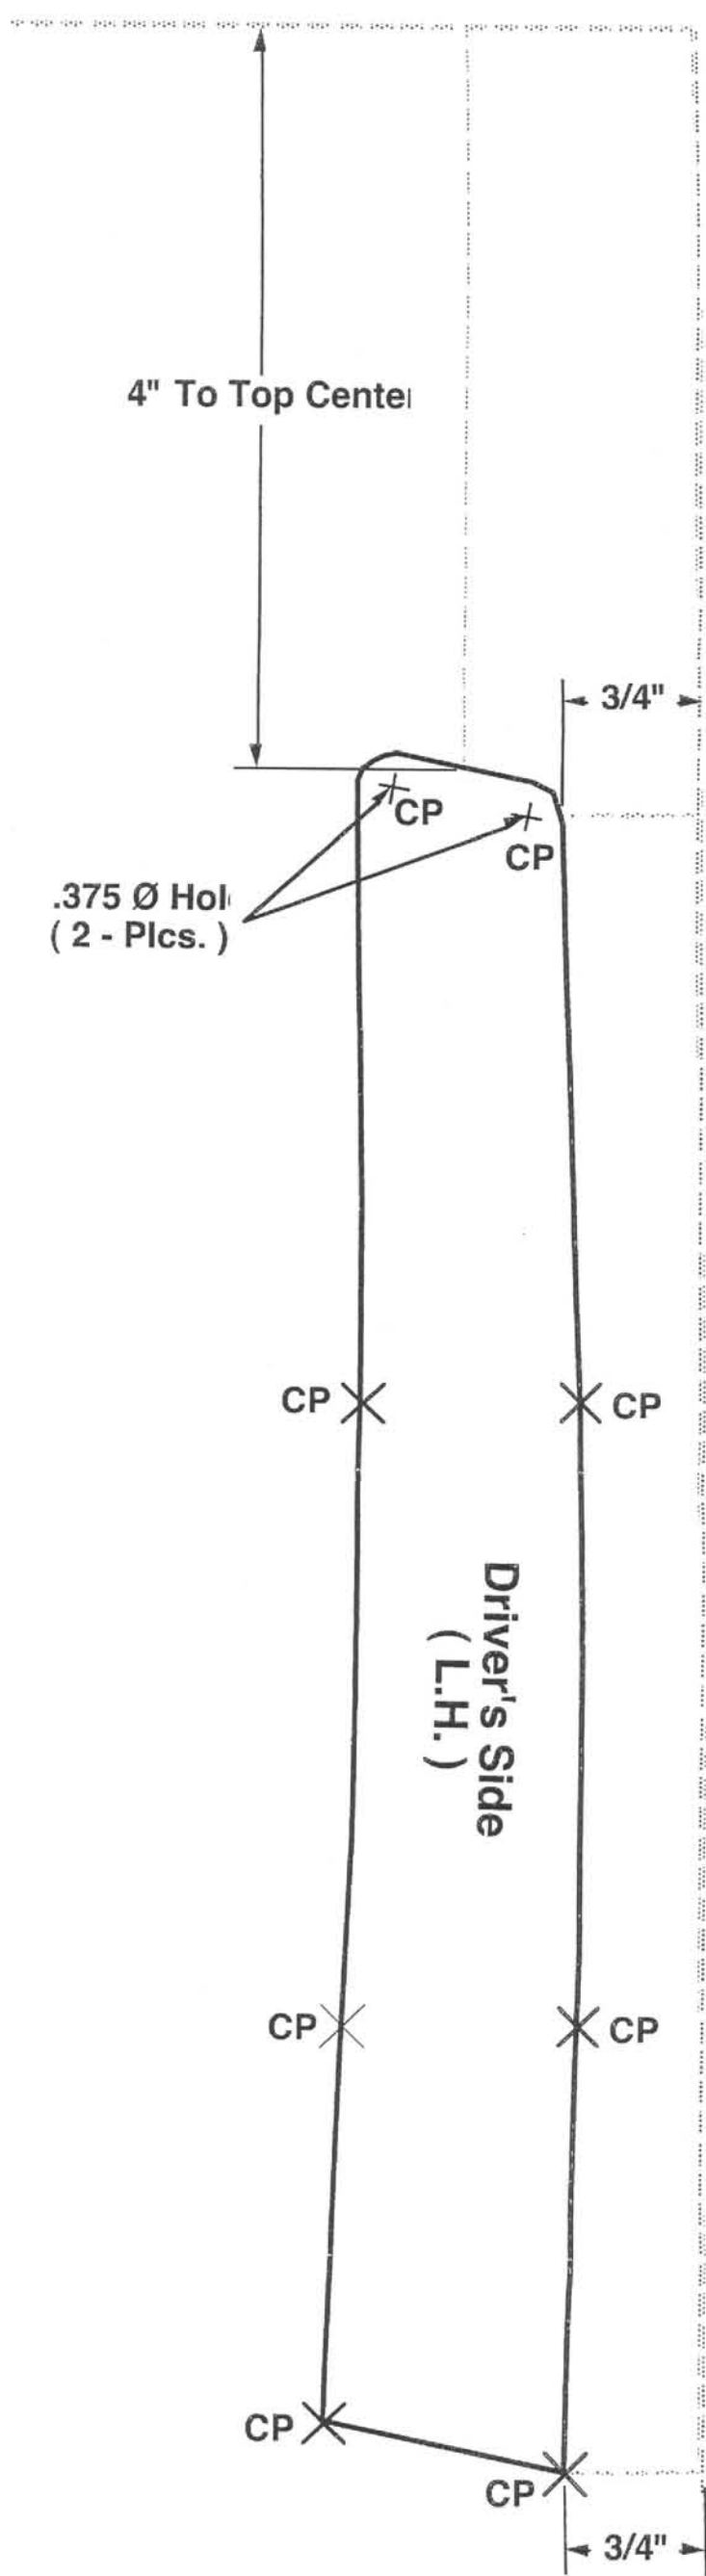 4" To Top Center
3/4"
CP
CP
.375 Ø Hol
( 2 - Plcs. )
CP
CP
Driver's Side
( L.H. )
CP
CP
CP
CP
3/4"